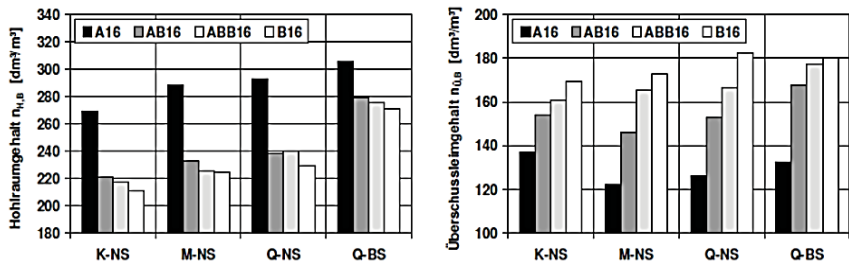 Hohlraumgehalt n_H,B [dm³/m³]
340
320
300
280
260
240
220
200
180
A16 AB16 ABB16 B16
K-NS M-NS Q-NS Q-BS
Überschussleimgehalt n_Ü,B [dm³/m³]
200
180
160
140
120
100
A16 AB16 ABB16 B16
K-NS M-NS Q-NS Q-BS